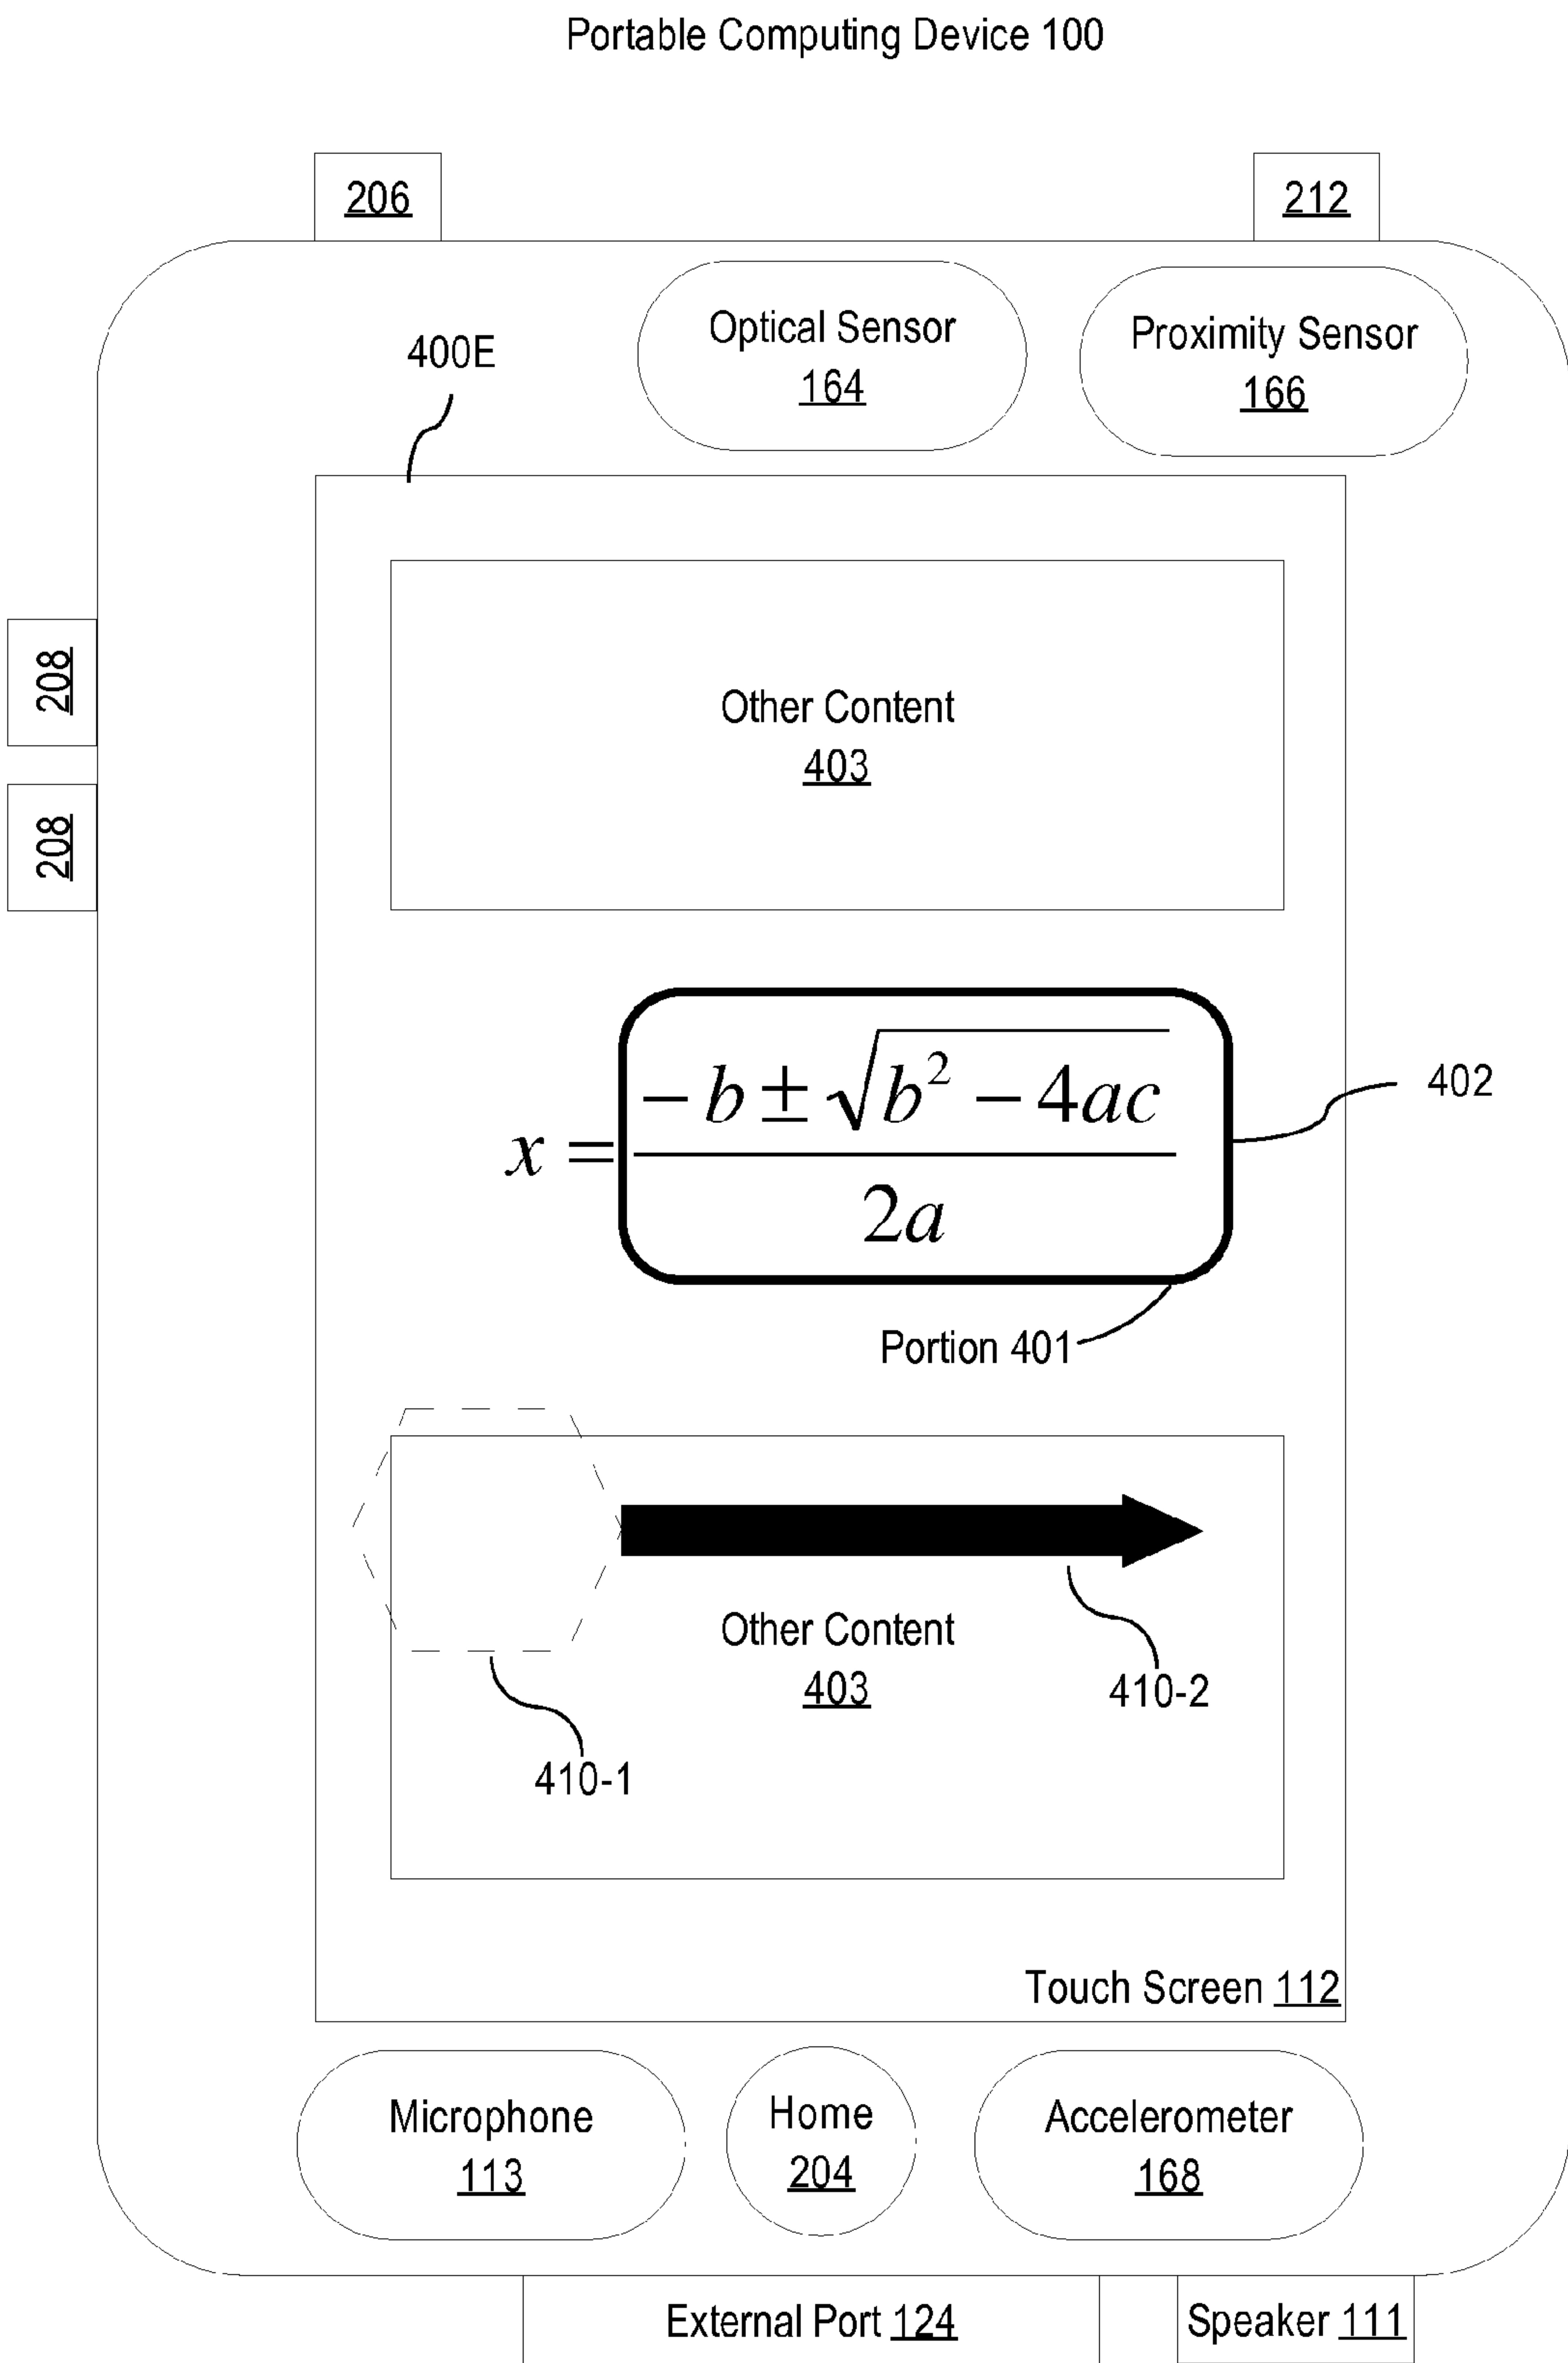 Portable Computing Device 100
206
212
Optical Sensor
164
Proximity Sensor
166
400E
208
208
Other Content
403
x = −b ± √b² − 4ac
2a
402
Portion 401
Other Content
403
410-2
410-1
Touch Screen 112
Microphone
113
Home
204
Accelerometer
168
External Port 124
Speaker 111